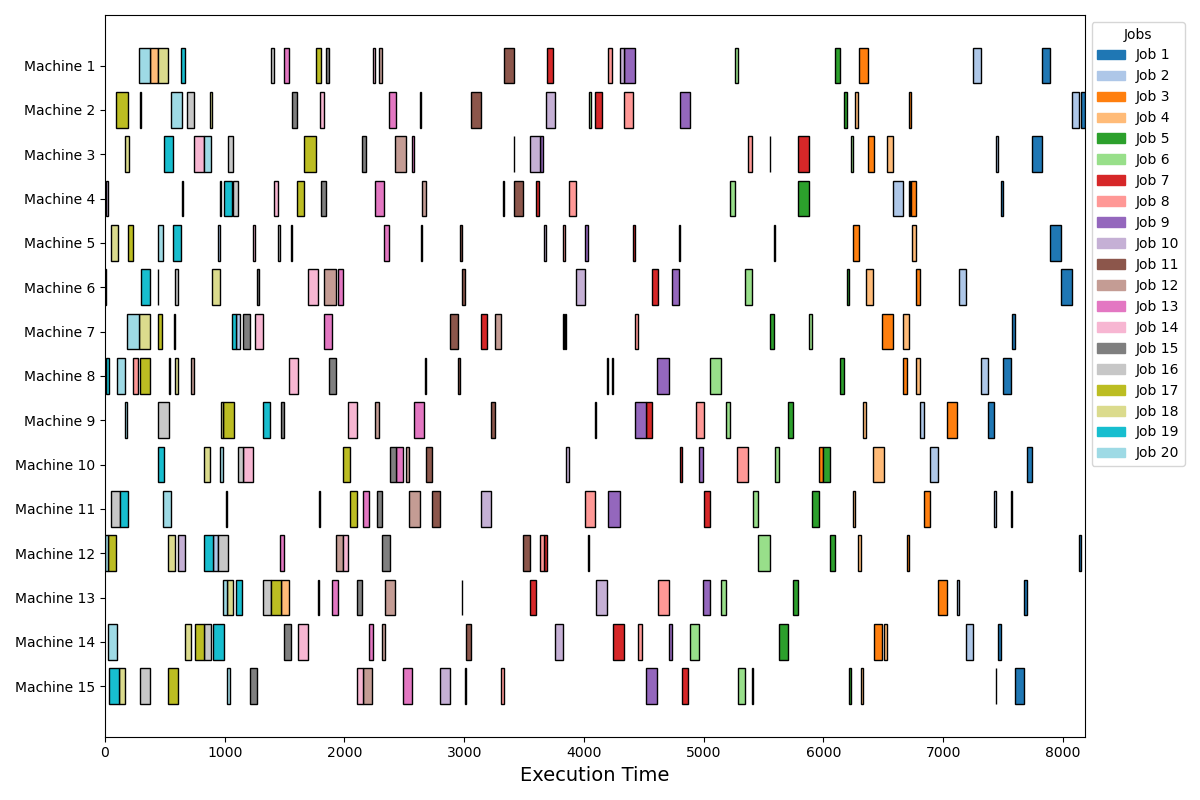 Machine 1
Machine 2
Machine 3
Machine 4
Machine 5
Machine 6
Machine 7
Machine 8
Machine 9
Machine 10
Machine 11
Machine 12
Machine 13
Machine 14
Machine 15
0 1000 2000 3000 4000 5000 6000 7000 8000
Execution Time
Jobs
Job 1
Job 2
Job 3
Job 4
Job 5
Job 6
Job 7
Job 8
Job 9
Job 10
Job 11
Job 12
Job 13
Job 14
Job 15
Job 16
Job 17
Job 18
Job 19
Job 20